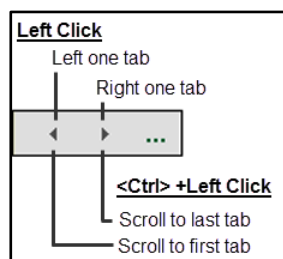 Left Click
Left one tab
Right one tab
...
<Ctrl> +Left Click
Scroll to last tab
Scroll to first tab